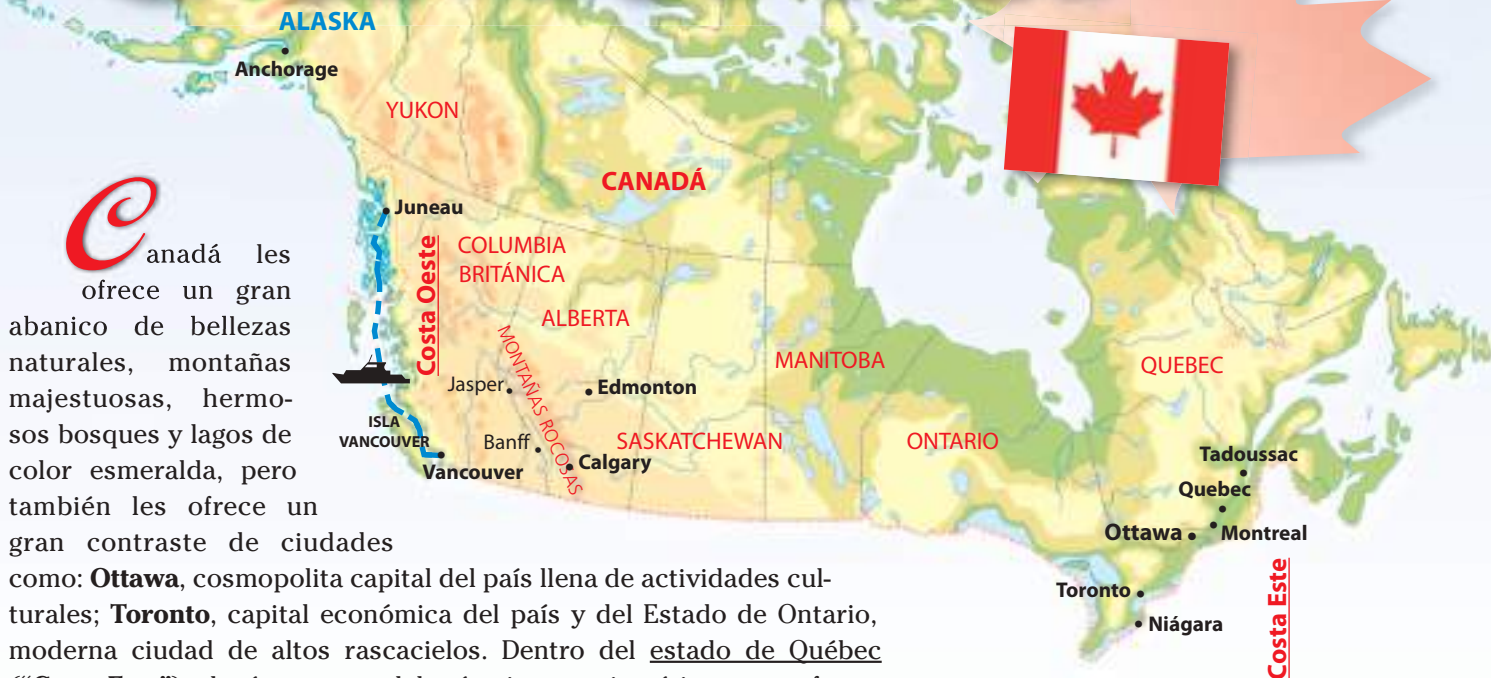 ALASKA
Anchorage
YUKON
CANADÁ
Juneau
COLUMBIA
BRITÁNICA
Costa Oeste
ALBERTA
MONTAÑAS ROCOSAS
MANITOBA
QUEBEC
Jasper
Edmonton
ISLA
VANCOUVER
Banff
SASKATCHEWAN
ONTARIO
Calgary
Vancouver
Tadoussac
Quebec
Ottawa
Montreal
Toronto
Niágara
Costa Este
Canadá les
ofrece un gran
abanico de bellezas
naturales, montañas
majestuosas, hermo-
sos bosques y lagos de
color esmeralda, pero
también les ofrece un
gran contraste de ciudades
como: Ottawa, cosmopolita capital del país llena de actividades cul-
turales; Toronto, capital económica del país y del Estado de Ontario,
moderna ciudad de altos rascacielos. Dentro del estado de Québec